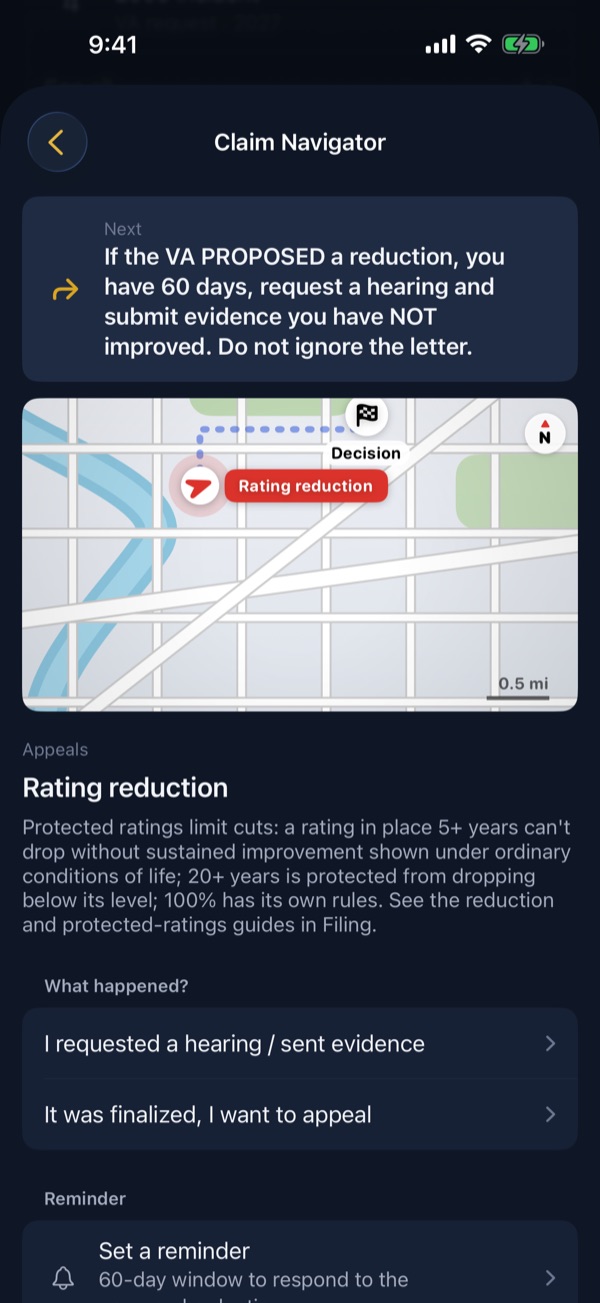 9:41
Claim Navigator
Next
If the VA PROPOSED a reduction, you
have 60 days, request a hearing and
submit evidence you have NOT
improved. Do not ignore the letter.
N
Decision
Rating reduction
0.5 mi
Appeals
Rating reduction
Protected ratings limit cuts: a rating in place 5+ years can't
drop without sustained improvement shown under ordinary
conditions of life; 20+ years is protected from dropping
below its level; 100% has its own rules. See the reduction
and protected-ratings guides in Filing.
What happened?
I requested a hearing / sent evidence
It was finalized, I want to appeal
Reminder
Set a reminder
60-day window to respond to the